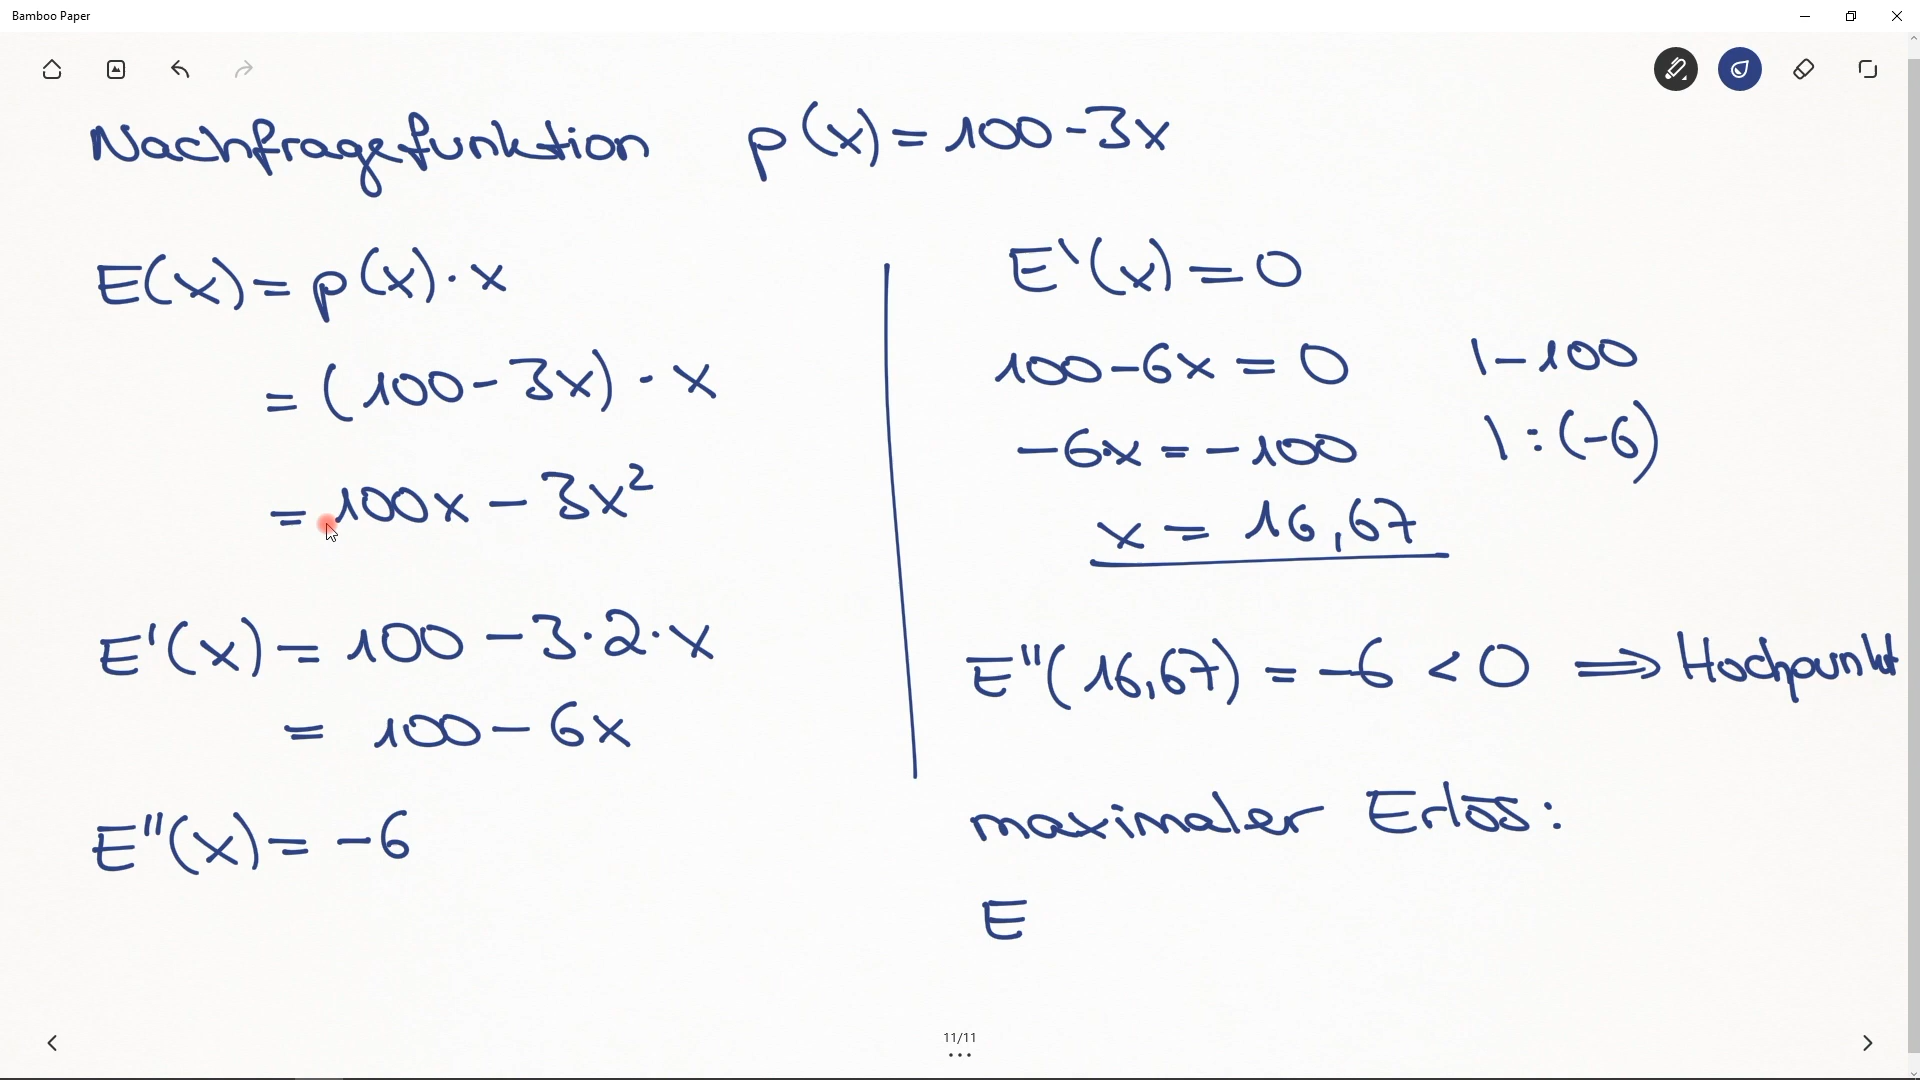 Bamboo Paper
Nachfragefunktion p(x) = 100 - 3x
E(x) = p(x) · x
= (100 - 3x) · x
= 100x - 3x²
E'(x) = 100 - 3·2·x
= 100 - 6x
E''(x) = -6
E'(x) = 0
100 - 6x = 0 | - 100
-6·x = -100 | : (-6)
x = 16,67
E''(16,67) = -6 < 0 ⟹ Hochpunkt
maximaler Erlös:
E
11/11